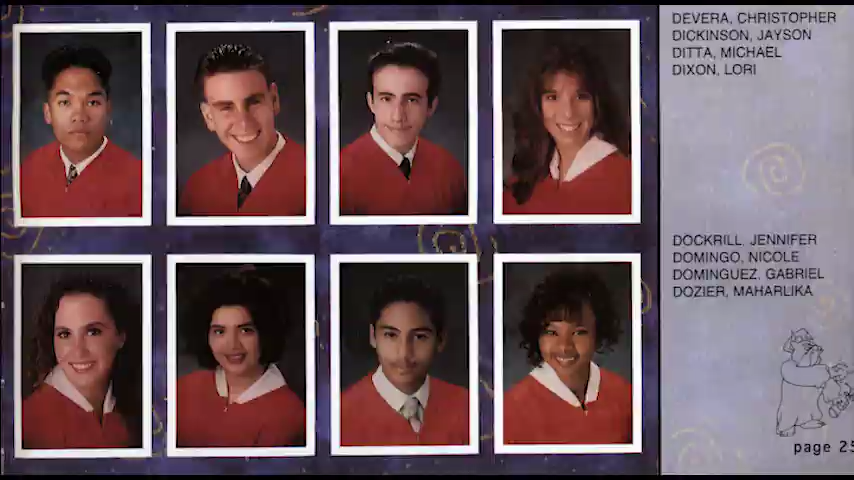 DEVERA, CHRISTOPHER
DICKINSON, JAYSON
DITTA, MICHAEL
DIXON, LORI
DOCKRILL, JENNIFER
DOMINGO, NICOLE
DOMINGUEZ, GABRIEL
DOZIER, MAHARLIKA
page 25